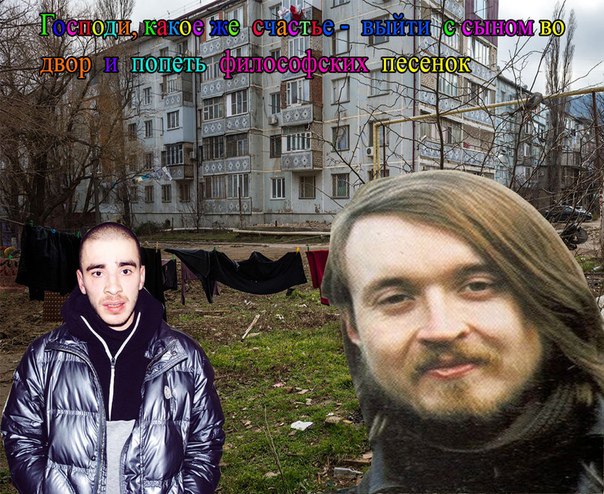 Господи, какое же счастье - выйти с сыном во
двор и попеть философских песенок